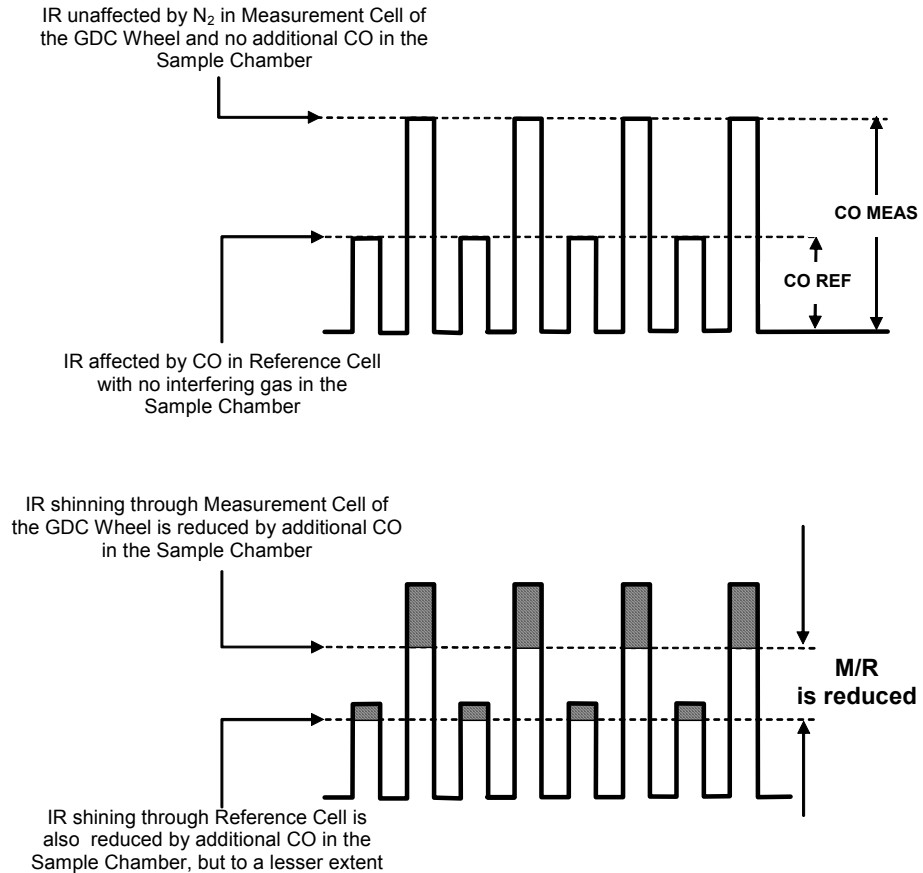 IR unaffected by N₂ in Measurement Cell of
the GDC Wheel and no additional CO in the
Sample Chamber
CO MEAS
CO REF
IR affected by CO in Reference Cell
with no interfering gas in the
Sample Chamber
IR shinning through Measurement Cell of
the GDC Wheel is reduced by additional CO
in the Sample Chamber
M/R
is reduced
IR shining through Reference Cell is
also reduced by additional CO in the
Sample Chamber, but to a lesser extent